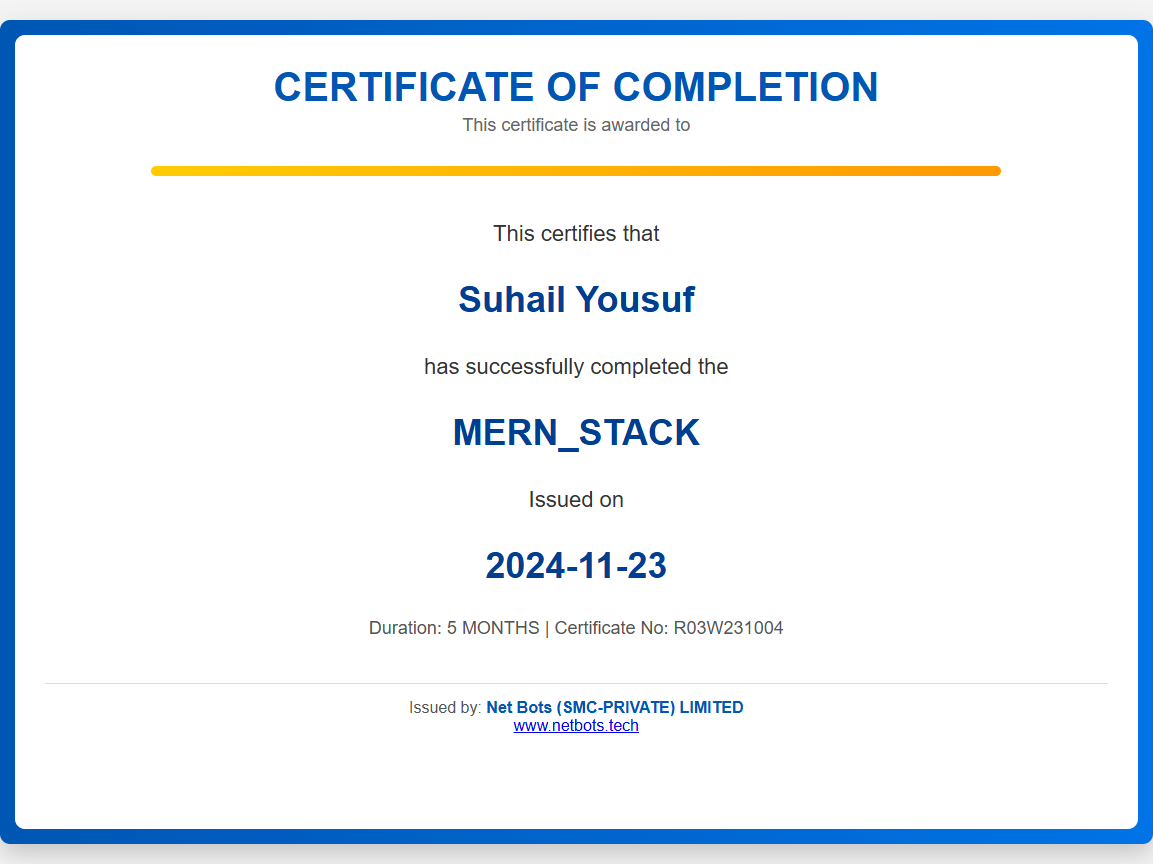 CERTIFICATE OF COMPLETION
This certificate is awarded to
This certifies that
Suhail Yousuf
has successfully completed the
MERN_STACK
Issued on
2024-11-23
Duration: 5 MONTHS | Certificate No: R03W231004
Issued by: Net Bots (SMC-PRIVATE) LIMITED
www.netbots.tech